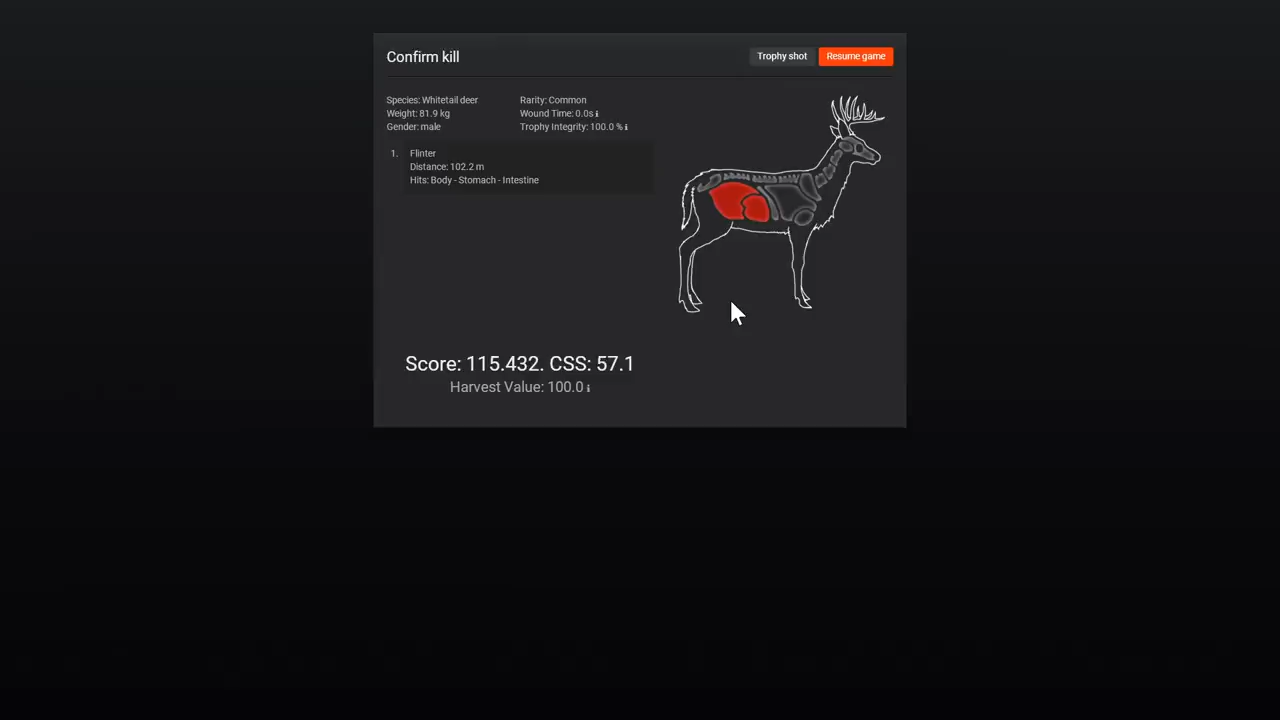 Confirm kill
Trophy shot
Resume game
Species: Whitetail deer
Weight: 81.9 kg
Gender: male
Rarity: Common
Wound Time: 0.0s i
Trophy Integrity: 100.0 % i
1. Flinter
Distance: 102.2 m
Hits: Body - Stomach - Intestine
Score: 115.432. CSS: 57.1
Harvest Value: 100.0 i